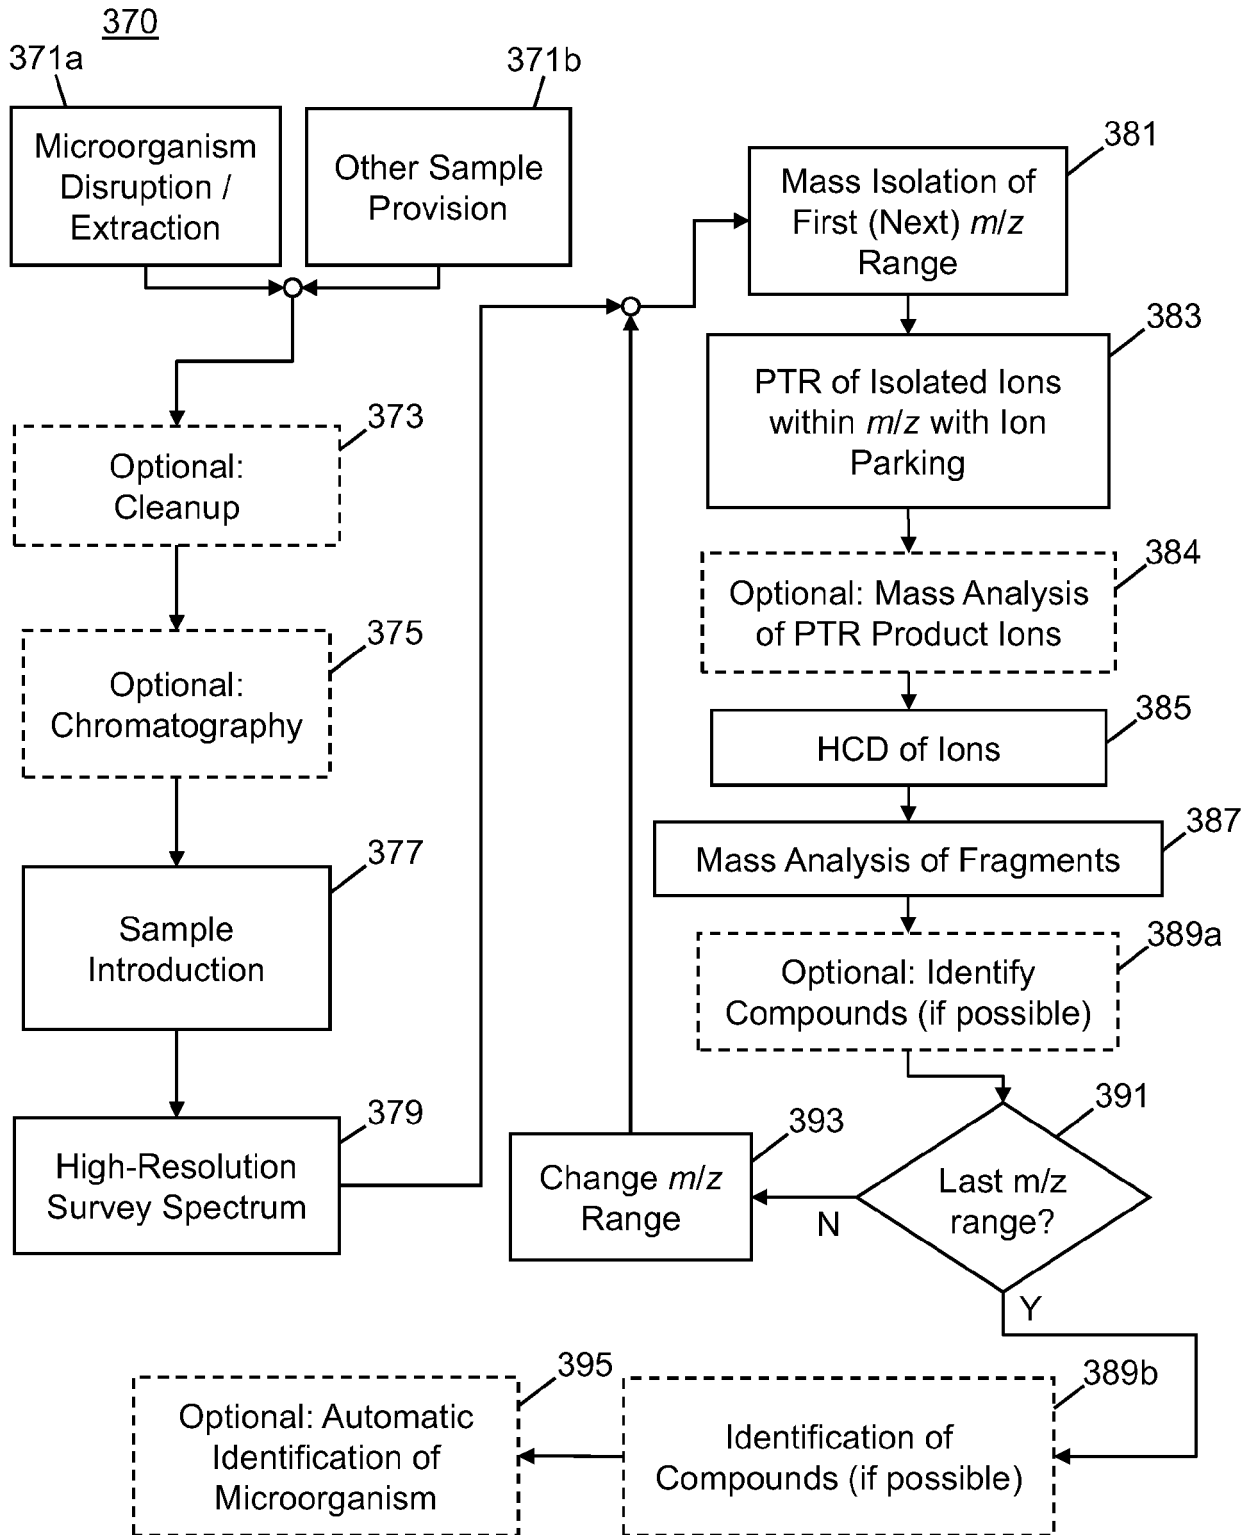 370
371a
371b
Microorganism
Disruption /
Extraction
Other Sample
Provision
373
Optional:
Cleanup
375
Optional:
Chromatography
377
Sample
Introduction
379
High-Resolution
Survey Spectrum
381
Mass Isolation of
First (Next) m/z
Range
383
PTR of Isolated Ions
within m/z with Ion
Parking
384
Optional: Mass Analysis
of PTR Product Ions
385
HCD of Ions
387
Mass Analysis of Fragments
389a
Optional: Identify
Compounds (if possible)
391
Last m/z
range?
N
Y
393
Change m/z
Range
389b
Identification of
Compounds (if possible)
395
Optional: Automatic
Identification of
Microorganism